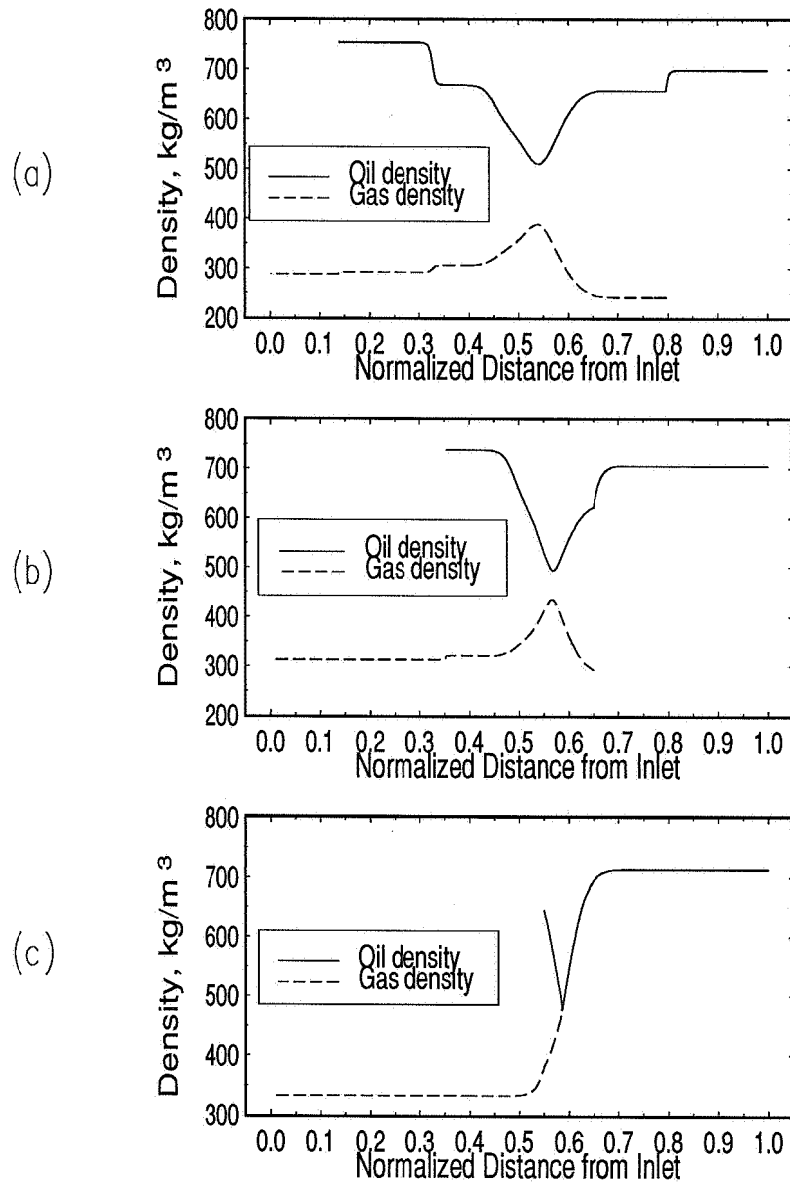 (a)
Density, kg/m 3
800
700
600
500
400
300
200
Oil density
Gas density
0.0 0.1 0.2 0.3 0.4 0.5 0.6 0.7 0.8 0.9 1.0
Normalized Distance from Inlet
(b)
Density, kg/m 3
800
700
600
500
400
300
200
Oil density
Gas density
0.0 0.1 0.2 0.3 0.4 0.5 0.6 0.7 0.8 0.9 1.0
Normalized Distance from Inlet
(c)
Density, kg/m 3
800
700
600
500
400
300
Oil density
Gas density
0.0 0.1 0.2 0.3 0.4 0.5 0.6 0.7 0.8 0.9 1.0
Normalized Distance from Inlet